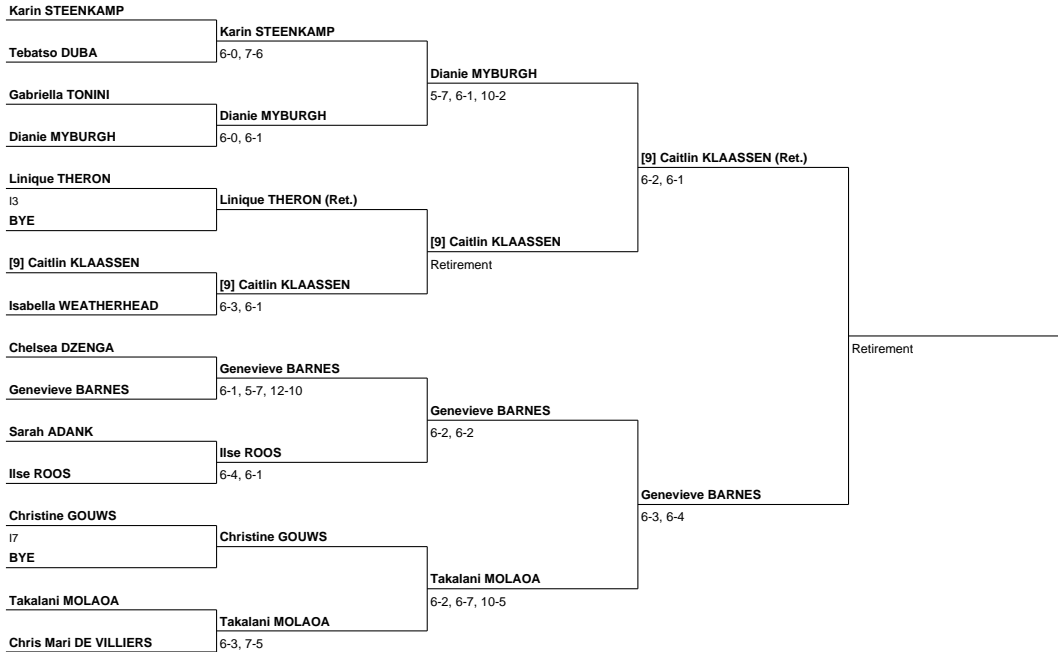 Karin STEENKAMP
Karin STEENKAMP
Tebatso DUBA
6-0, 7-6
Dianie MYBURGH
Gabriella TONINI
5-7, 6-1, 10-2
Dianie MYBURGH
Dianie MYBURGH
6-0, 6-1
[9] Caitlin KLAASSEN (Ret.)
Linique THERON
6-2, 6-1
I3
Linique THERON (Ret.)
BYE
[9] Caitlin KLAASSEN
[9] Caitlin KLAASSEN
Retirement
[9] Caitlin KLAASSEN
Isabella WEATHERHEAD
6-3, 6-1
Chelsea DZENGA
Retirement
Genevieve BARNES
Genevieve BARNES
6-1, 5-7, 12-10
Genevieve BARNES
Sarah ADANK
6-2, 6-2
Ilse ROOS
Ilse ROOS
6-4, 6-1
Genevieve BARNES
Christine GOUWS
6-3, 6-4
I7
Christine GOUWS
BYE
Takalani MOLAOA
Takalani MOLAOA
6-2, 6-7, 10-5
Takalani MOLAOA
Chris Mari DE VILLIERS
6-3, 7-5